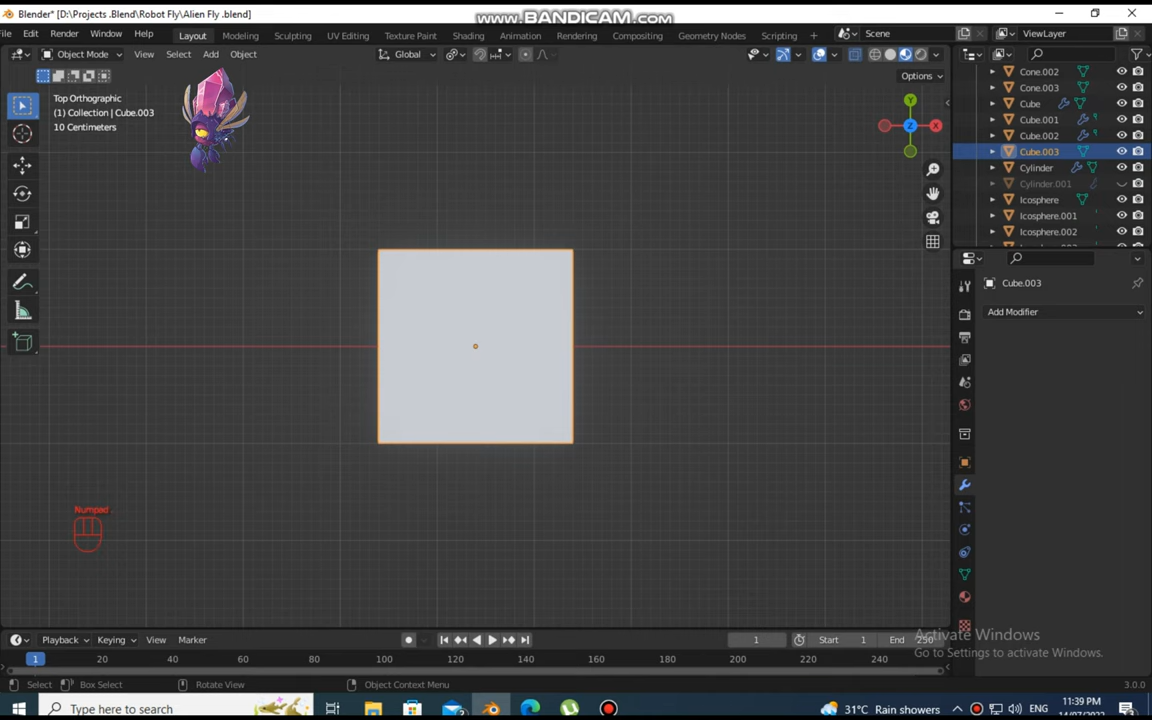 www.BANDICAM.com
Blender* [D:\Projects .Blend\Robot Fly\Alien Fly .blend]
File Edit Render Window Help Layout Modeling Sculpting UV Editing Texture Paint Shading Animation Rendering Compositing Geometry Nodes Scripting + Scene ViewLayer
Object Mode View Select Add Object Global
Options
Top Orthographic
(1) Collection | Cube.003
10 Centimeters
Y
X
Z
Cone.002
Cone.003
Cube
Cube.001
Cube.002
Cube.003
Cylinder
Cylinder.001
Icosphere
Icosphere.001
Icosphere.002
Cube.003
Add Modifier
Numpad
Playback Keying View Marker 1 Start 1 End 250
1 20 40 60 80 100 120 140 160 180 200 220 240
Activate Windows
Go to Settings to activate Windows.
Select Box Select Rotate View Object Context Menu 3.0.0
Type here to search
31°C Rain showers ENG
11:39 PM